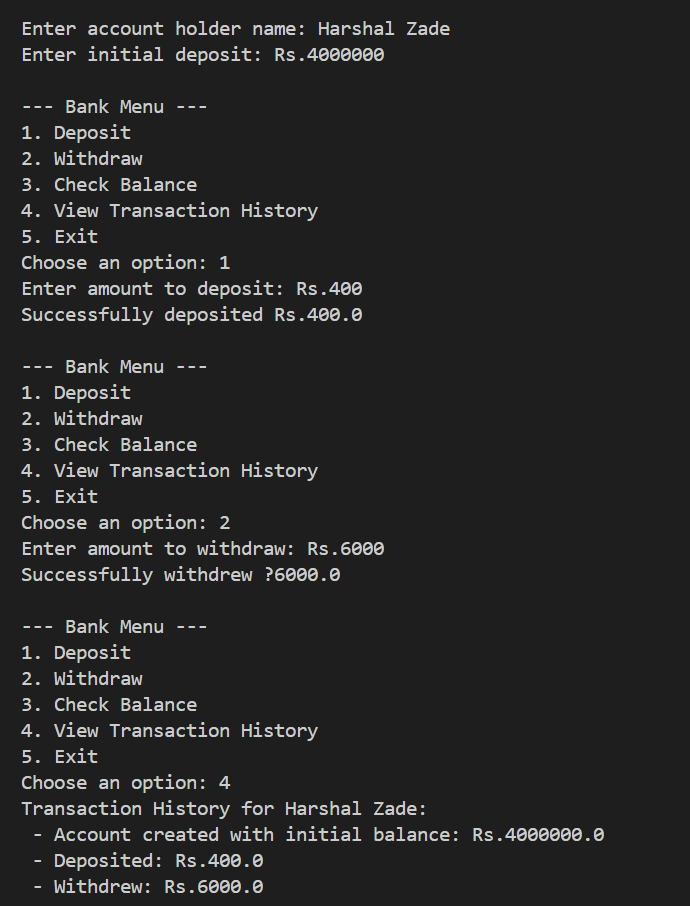 Enter account holder name: Harshal Zade
Enter initial deposit: Rs.4000000
--- Bank Menu ---
1. Deposit
2. Withdraw
3. Check Balance
4. View Transaction History
5. Exit
Choose an option: 1
Enter amount to deposit: Rs.400
Successfully deposited Rs.400.0
--- Bank Menu ---
1. Deposit
2. Withdraw
3. Check Balance
4. View Transaction History
5. Exit
Choose an option: 2
Enter amount to withdraw: Rs.6000
Successfully withdrew ?6000.0
--- Bank Menu ---
1. Deposit
2. Withdraw
3. Check Balance
4. View Transaction History
5. Exit
Choose an option: 4
Transaction History for Harshal Zade:
 - Account created with initial balance: Rs.4000000.0
 - Deposited: Rs.400.0
 - Withdrew: Rs.6000.0